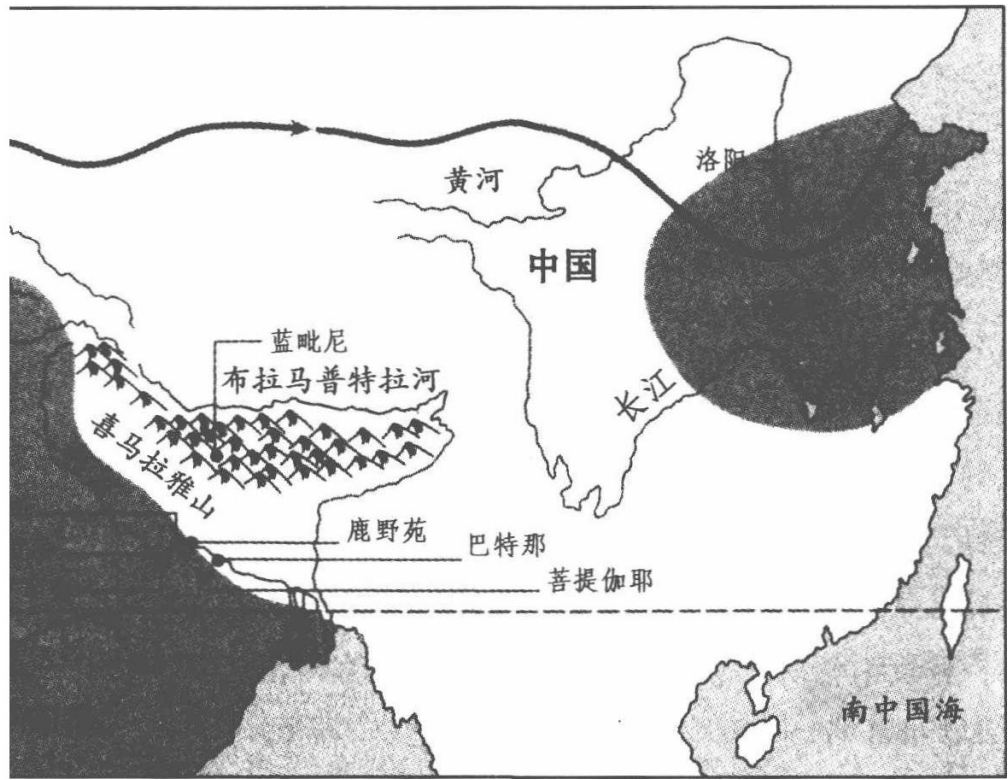 洛阳
黄河
中国
蓝毗尼
布拉马普特拉河
长江
喜马拉雅山
鹿野苑
巴特那
菩提伽耶
南中国海